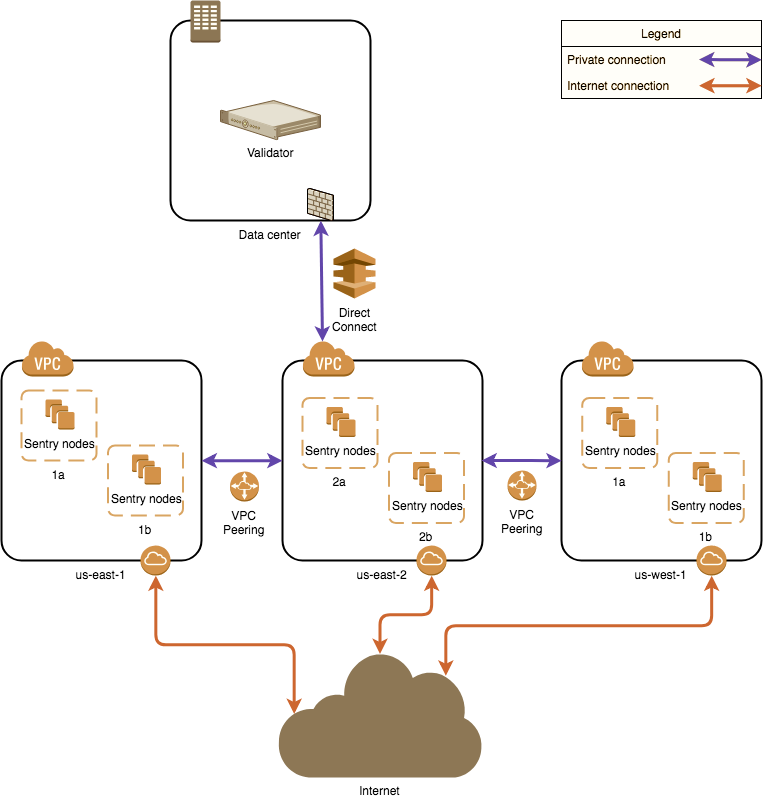 Legend
Private connection
Internet connection
Validator
Data center
Direct
Connect
VPC
VPC
VPC
Sentry nodes
1a
Sentry nodes
1b
VPC
Peering
Sentry nodes
2a
Sentry nodes
2b
VPC
Peering
Sentry nodes
1a
Sentry nodes
1b
us-east-1
us-east-2
us-west-1
Internet